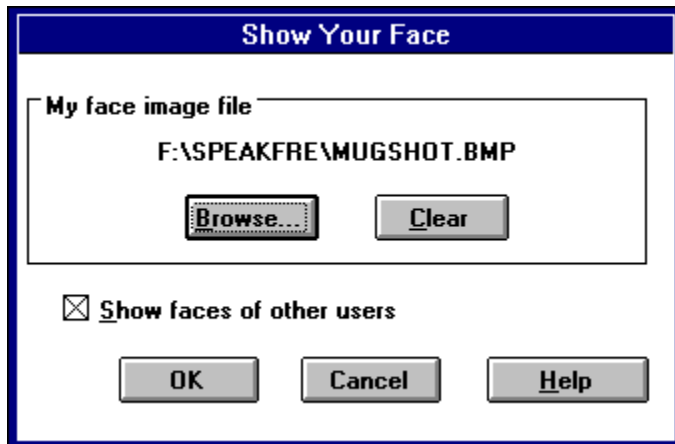 Show Your Face
My face image file
F:\SPEAKFRE\MUGSHOT.BMP
Browse... Clear
Show faces of other users
OK Cancel Help